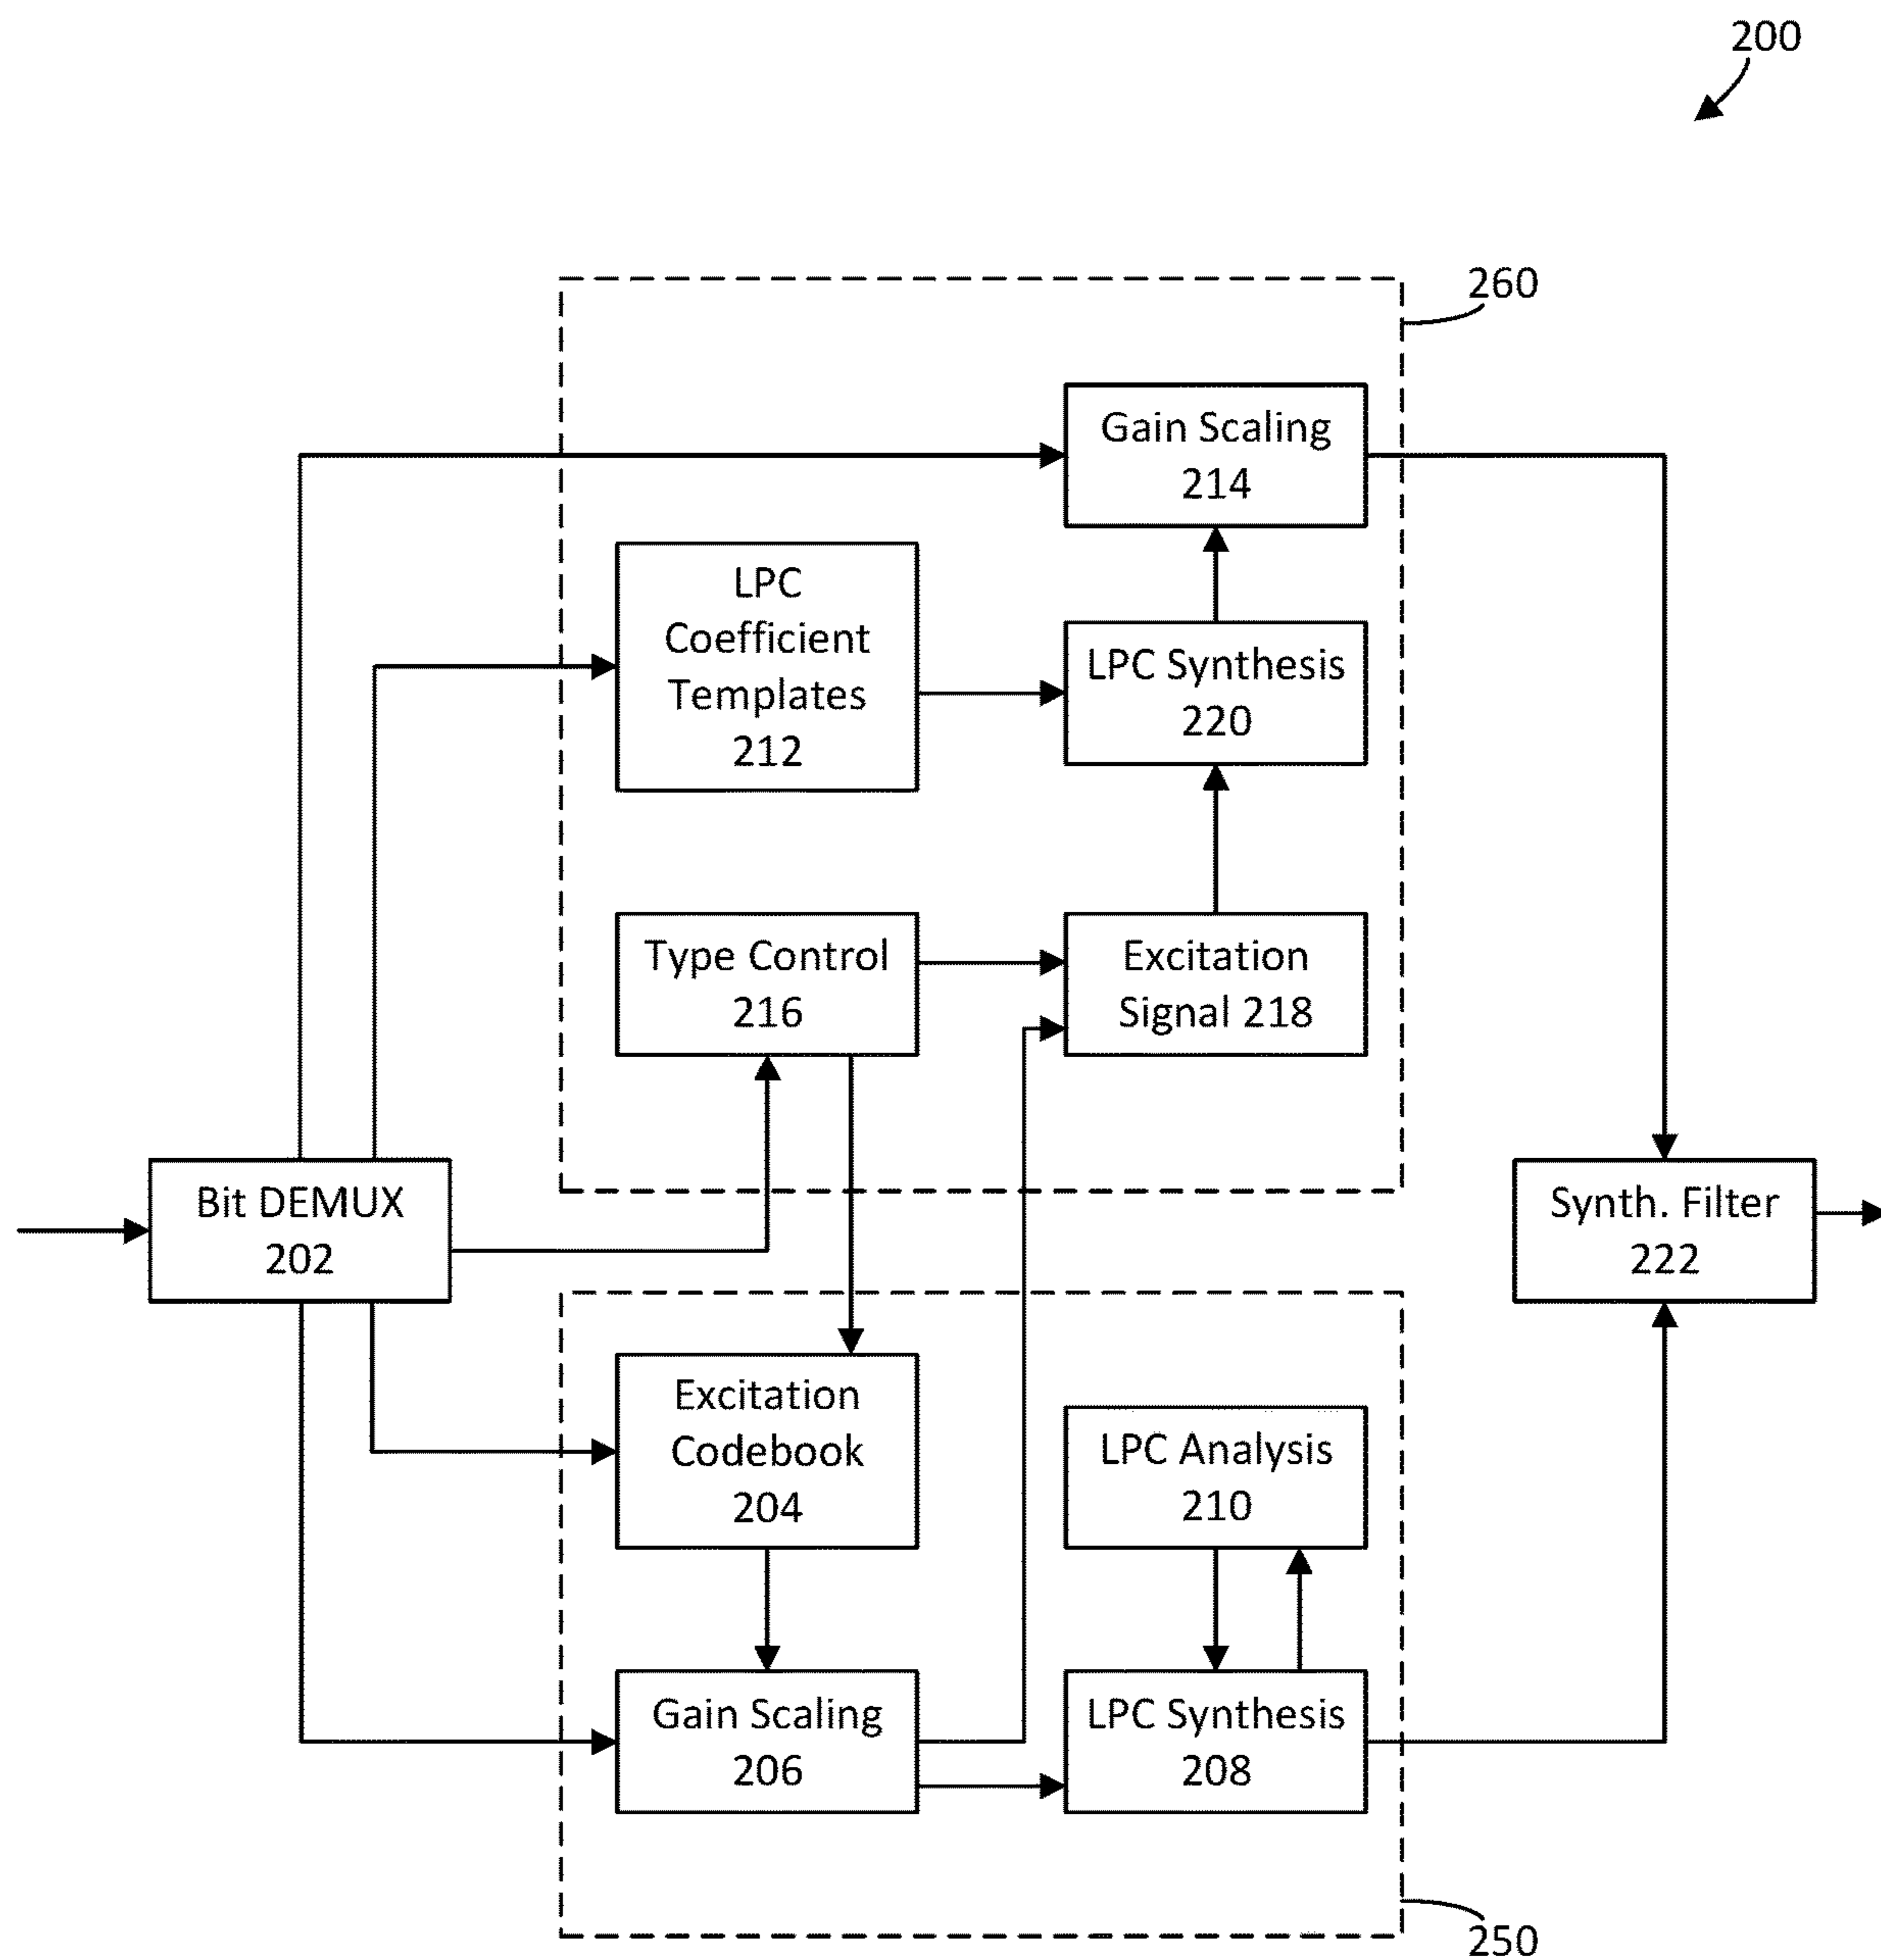 200
260
Gain Scaling
214
LPC
Coefficient
Templates
212
LPC Synthesis
220
Type Control
216
Excitation
Signal 218
Bit DEMUX
202
Synth. Filter
222
Excitation
Codebook
204
LPC Analysis
210
Gain Scaling
206
LPC Synthesis
208
250